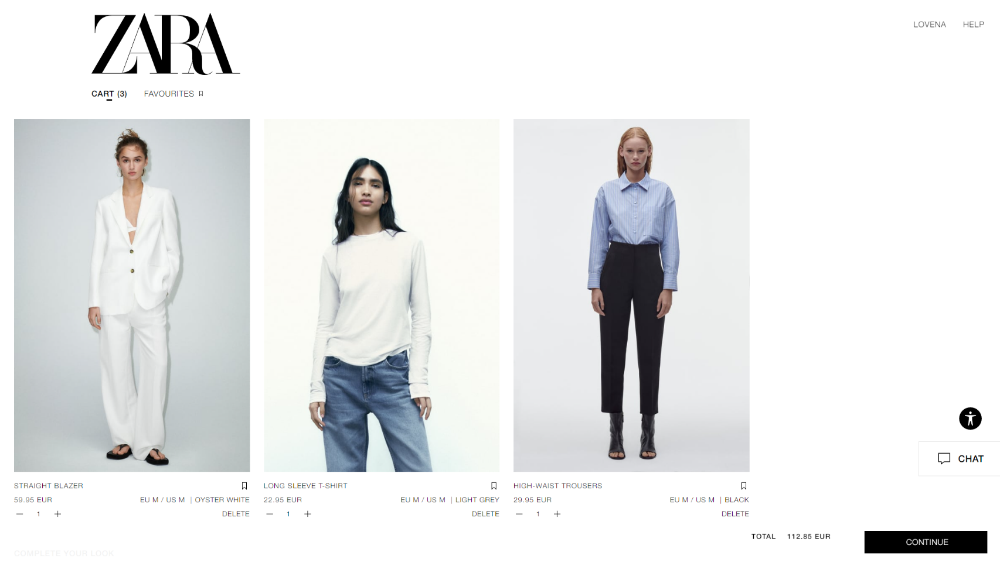 ZARA
LOVENA HELP
CART (3) FAVOURITES
STRAIGHT BLAZER
59.95 EUR EU M / US M | OYSTER WHITE
1 DELETE
LONG SLEEVE T-SHIRT
22.95 EUR EU M / US M | LIGHT GREY
1 DELETE
HIGH-WAIST TROUSERS
29.95 EUR EU M / US M | BLACK
1 DELETE
CHAT
TOTAL 112.85 EUR
CONTINUE
COMPLETE YOUR LOOK